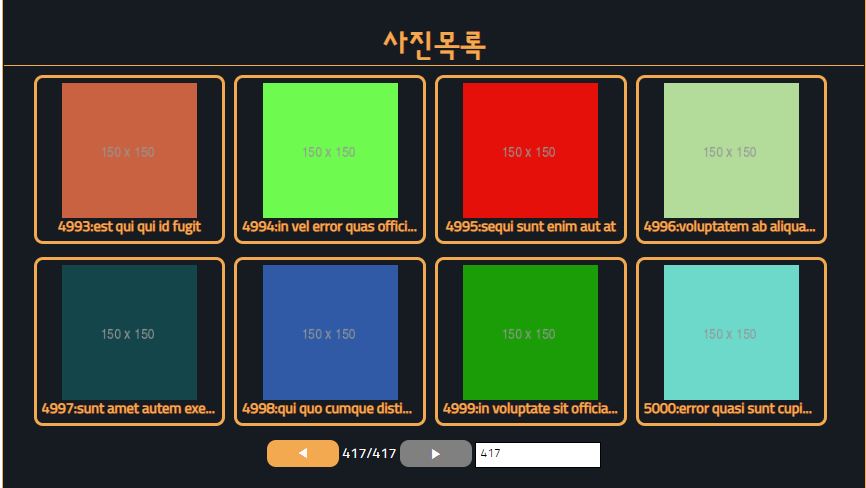 사진목록
150 x 150
150 x 150
150 x 150
150 x 150
4993:est qui qui id fugit
4994:in vel error quas offici...
4995:sequi sunt enim aut at
4996:voluptatem ab aliqua...
150 x 150
150 x 150
150 x 150
150 x 150
4997:sunt amet autem exe...
4998:qui quo cumque disti...
4999:in voluptate sit officia...
5000:error quasi sunt cupi...
◀ 417/417 ▶ 417